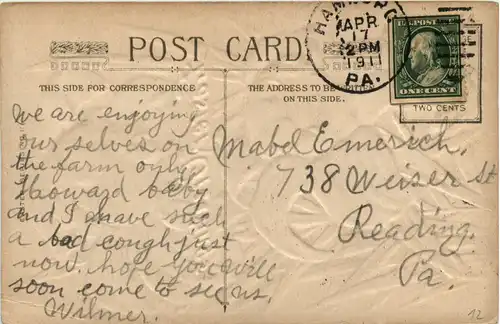 POST CARD
THIS SIDE FOR CORRESPONDENCE
THE ADDRESS TO BE
ON THIS SIDE.
HAMBURG
APR
17
2 PM
1911
PA.
U.S. POSTAGE
ONE CENT
TWO CENTS
we are enjoying
our selves on
the farm only
Howard baby
and I have such
a bad cough just
now. hope you will
soon come to see us.
Wilmer.
Mabel Emerich,
738 Weiser St
Reading.
Pa.
12